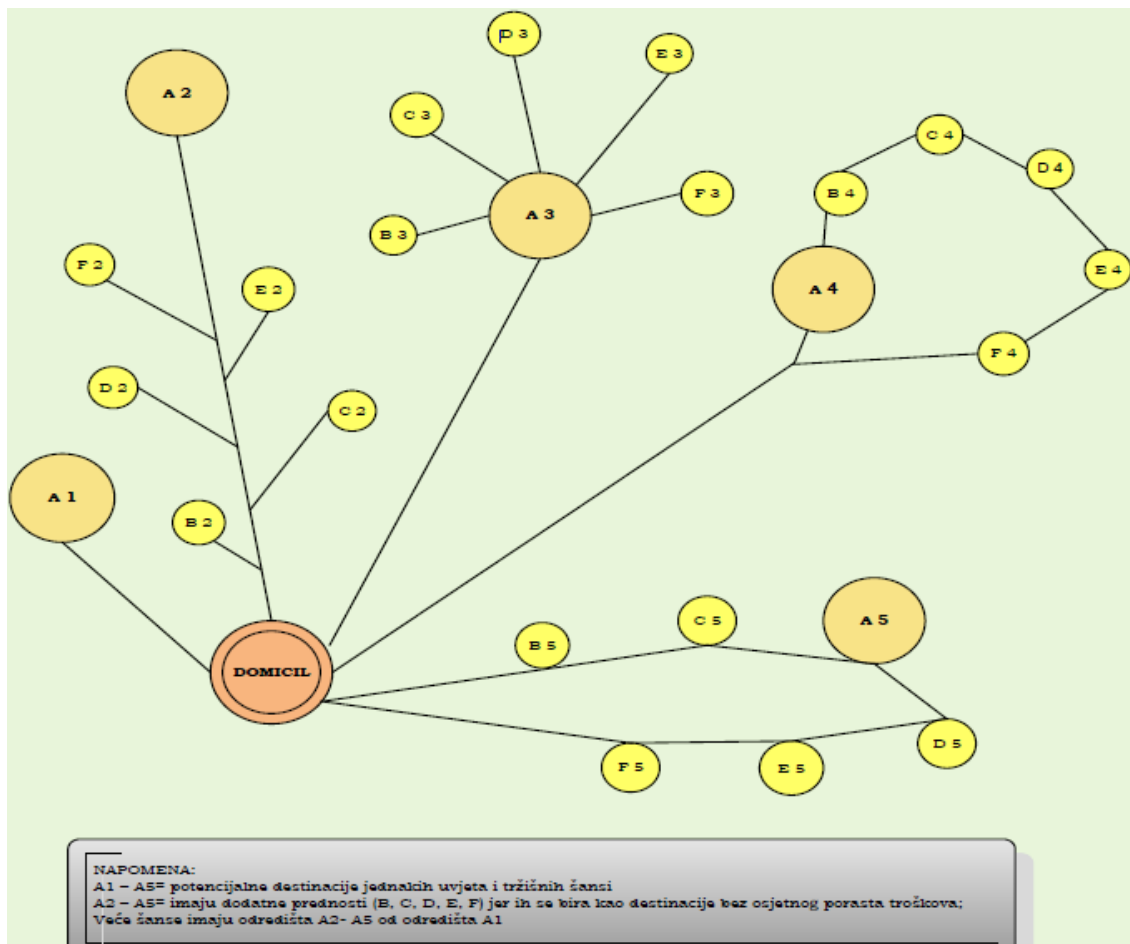 D 3
E 3
A 2
C 3
C 4
D 4
B 4
F 3
A 3
B 3
F 2
E 4
E 2
A 4
F 4
D 2
C 2
A 1
B 2
C 5
A 5
B 5
DOMICIL
D 5
F 5
E 5
NAPOMENA:
A1 – A5= potencijalne destinacije jednakih uvjeta i tržišnih šansi
A2 – A5= imaju dodatne prednosti (B, C, D, E, F) jer ih se bira kao destinacije bez osjetnog porasta troškova;
Veće šanse imaju odredišta A2- A5 od odredišta A1